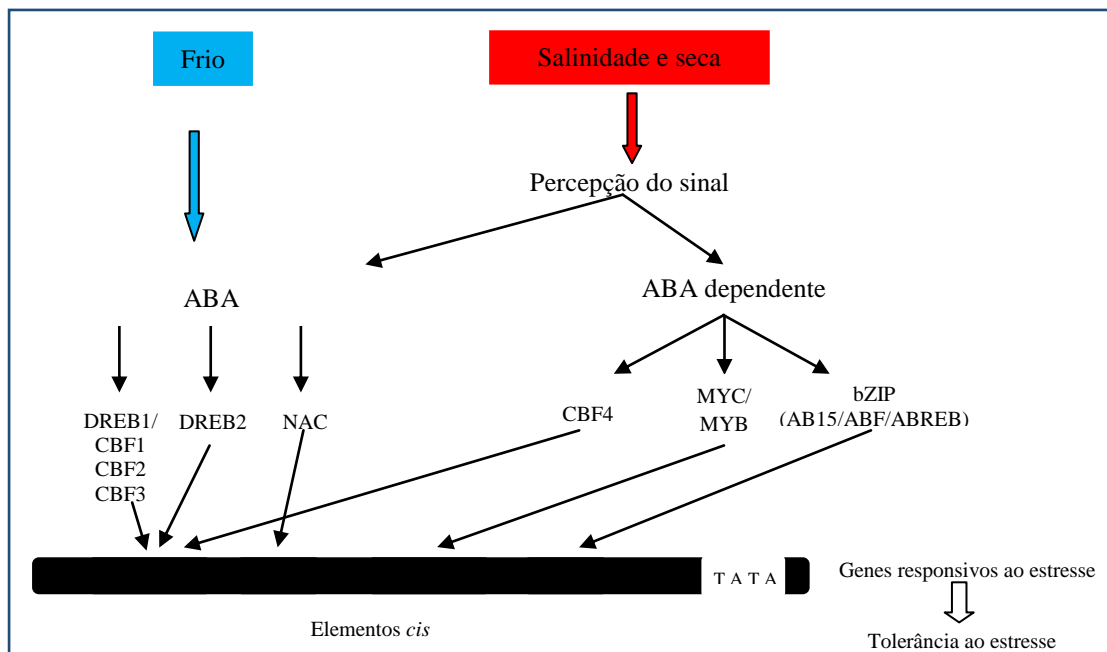 Frio
Salinidade e seca
Percepção do sinal
ABA
ABA dependente
DREB1/
CBF1
CBF2
CBF3
DREB2
NAC
CBF4
MYC/
MYB
bZIP
(AB15/ABF/ABREB)
T A T A
Genes responsivos ao estresse
Elementos cis
Tolerância ao estresse